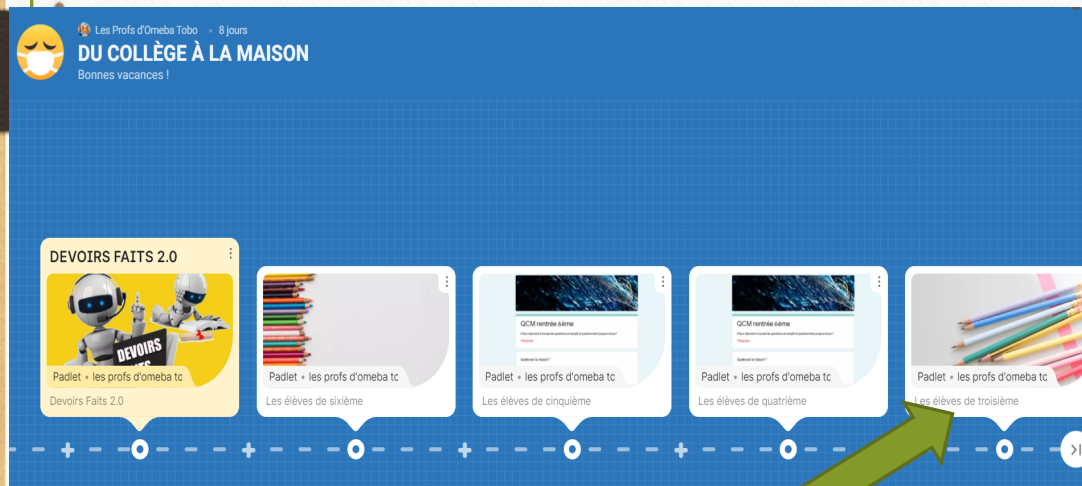 Les Profs d'Omeba Tobo • 8 jours
DU COLLÈGE À LA MAISON
Bonnes vacances !
DEVOIRS FAITS 2.0
DEVOIRS
Padlet • les profs d'omeba tc
Devoirs Faits 2.0
Padlet • les profs d'omeba tc
Les élèves de sixième
QCM rentrée 6ème
Padlet • les profs d'omeba tc
Les élèves de cinquième
QCM rentrée 6ème
Padlet • les profs d'omeba tc
Les élèves de quatrième
Padlet • les profs d'omeba tc
Les élèves de troisième